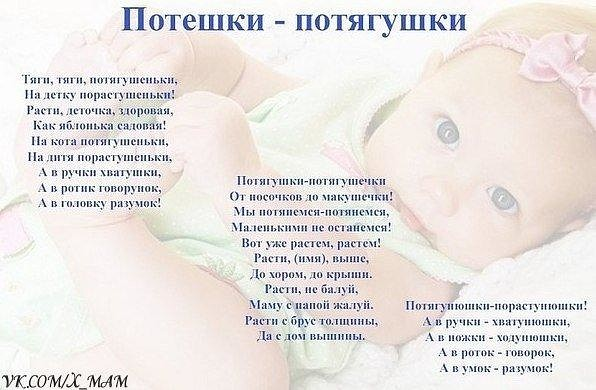 Потешки - потягушки
Тяги, тяги, потягушеньки,
На детку порастушеньки!
Расти, деточка, здоровая,
Как яблонька садовая!
На кота потягушеньки,
На дитя порастушеньки,
А в ручки хватушки,
А в ротик говорунок,
А в головку разумок!
Потягушки-потягушечки
От носочков до макушечки!
Мы потянемся-потянемся,
Маленькими не останемся!
Вот уже растем, растем!
Расти, (имя), выше,
До хором, до крыши.
Расти, не балуй,
Маму с папой жалуй.
Расти с брус толщины,
Да с дом вышины.
Потягунюшки-порастунюшки!
А в ручки - хватунюшки,
А в ножки - ходунюшки,
А в роток - говорок,
А в умок - разумок!
VK.COM/X_MAM